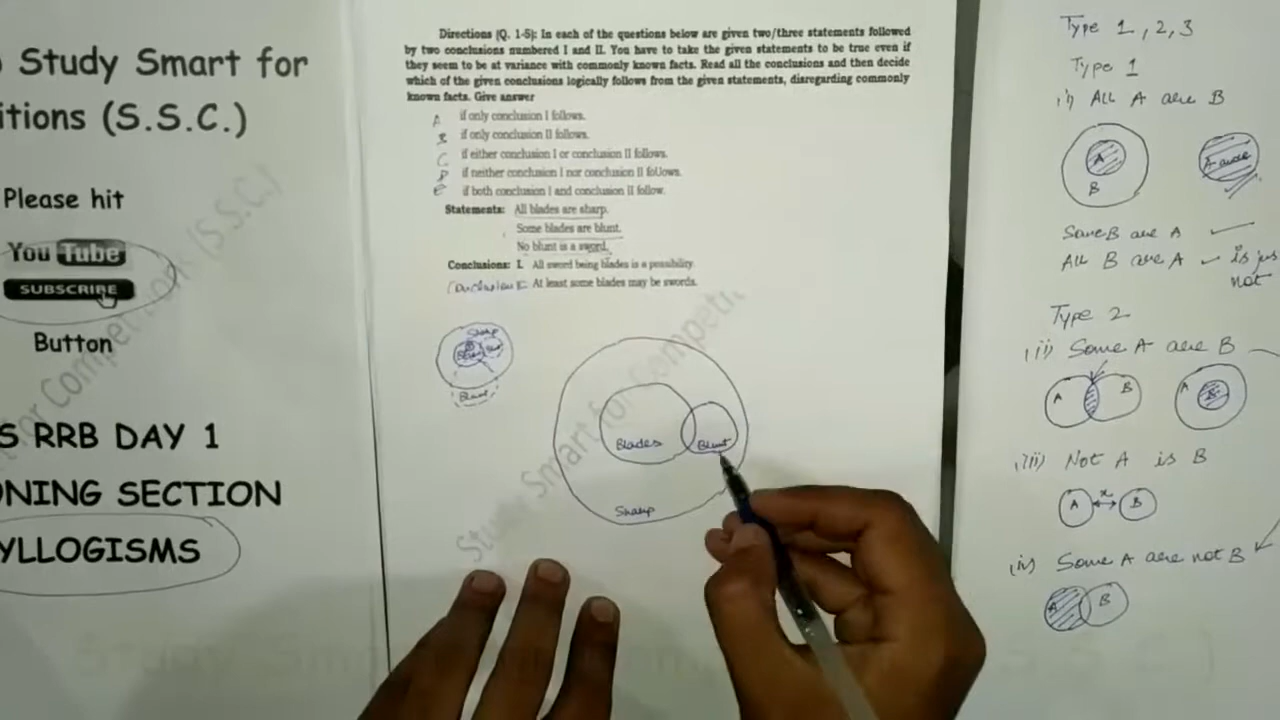 Study Smart for
itions (S.S.C.)
Please hit
You Tube
SUBSCRIBE
Button
S RRB DAY 1
ONING SECTION
YLLOGISMS
Directions (Q. 1-5): In each of the questions below are given two/three statements followed
by two conclusions numbered I and II. You have to take the given statements to be true even if
they seem to be at variance with commonly known facts. Read all the conclusions and then decide
which of the given conclusions logically follows from the given statements, disregarding commonly
known facts. Give answer
A if only conclusion I follows.
B if only conclusion II follows.
C if either conclusion I or conclusion II follows.
D if neither conclusion I nor conclusion II follows.
E if both conclusion I and conclusion II follow.
Statements: All blades are sharp.
Some blades are blunt.
No blunt is a sword.
Conclusions: I. All sword being blades is a possibility.
Conclusion II: At least some blades may be swords.
Sharp
Blunt
Blades
Blunt
Sharp
Study Smart for Competit
Type 1, 2, 3
Type 1
(i) All A are B
A
B
Some B are A
All B are A
not
Type 2
(ii) Some A are B
A B
A B
(iii) Not A is B
A x B
(iv) Some A are not B
A B